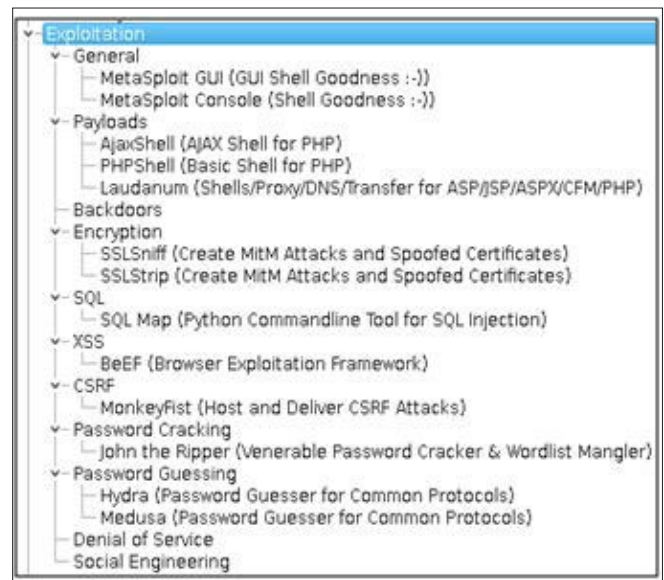 Exploitation
General
MetaSploit GUI (GUI Shell Goodness :-))
MetaSploit Console (Shell Goodness :-))
Payloads
AjaxShell (AJAX Shell for PHP)
PHPShell (Basic Shell for PHP)
Laudanum (Shells/Proxy/DNS/Transfer for ASP/JSP/ASPX/CFM/PHP)
Backdoors
Encryption
SSLSniff (Create MitM Attacks and Spoofed Certificates)
SSLStrip (Create MitM Attacks and Spoofed Certificates)
SQL
SQL Map (Python Commandline Tool for SQL Injection)
XSS
BeEF (Browser Exploitation Framework)
CSRF
MonkeyFist (Host and Deliver CSRF Attacks)
Password Cracking
John the Ripper (Venerable Password Cracker & Wordlist Mangler)
Password Guessing
Hydra (Password Guesser for Common Protocols)
Medusa (Password Guesser for Common Protocols)
Denial of Service
Social Engineering